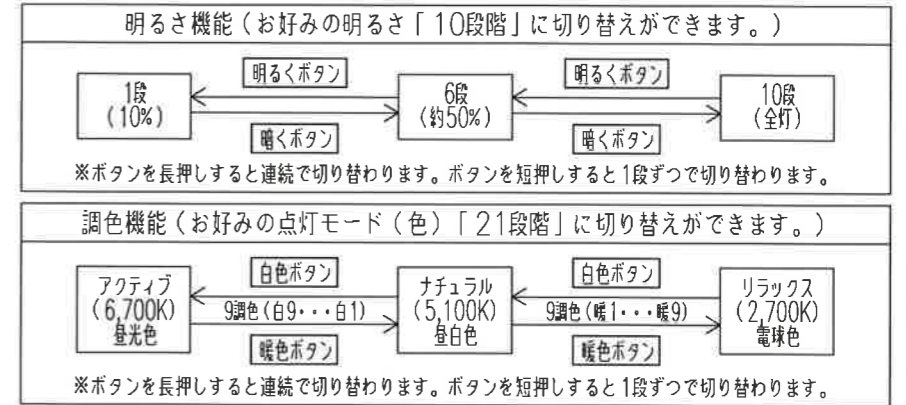 明るさ機能（お好みの明るさ「10段階」に切り替えができます。）
明るくボタン
明るくボタン
1段
（10%）
6段
（約50%）
10段
（全灯）
暗くボタン
暗くボタン
※ボタンを長押しすると連続で切り替わります。ボタンを短押しすると1段ずつで切り替わります。
調色機能（お好みの点灯モード（色）「21段階」に切り替えができます。）
白色ボタン
白色ボタン
アクティブ
（6,700K）
昼光色
9調色（白9・・・白1）
ナチュラル
（5,100K）
昼白色
9調色（暖1・・・暖9）
リラックス
（2,700K）
電球色
暖色ボタン
暖色ボタン
※ボタンを長押しすると連続で切り替わります。ボタンを短押しすると1段ずつで切り替わります。